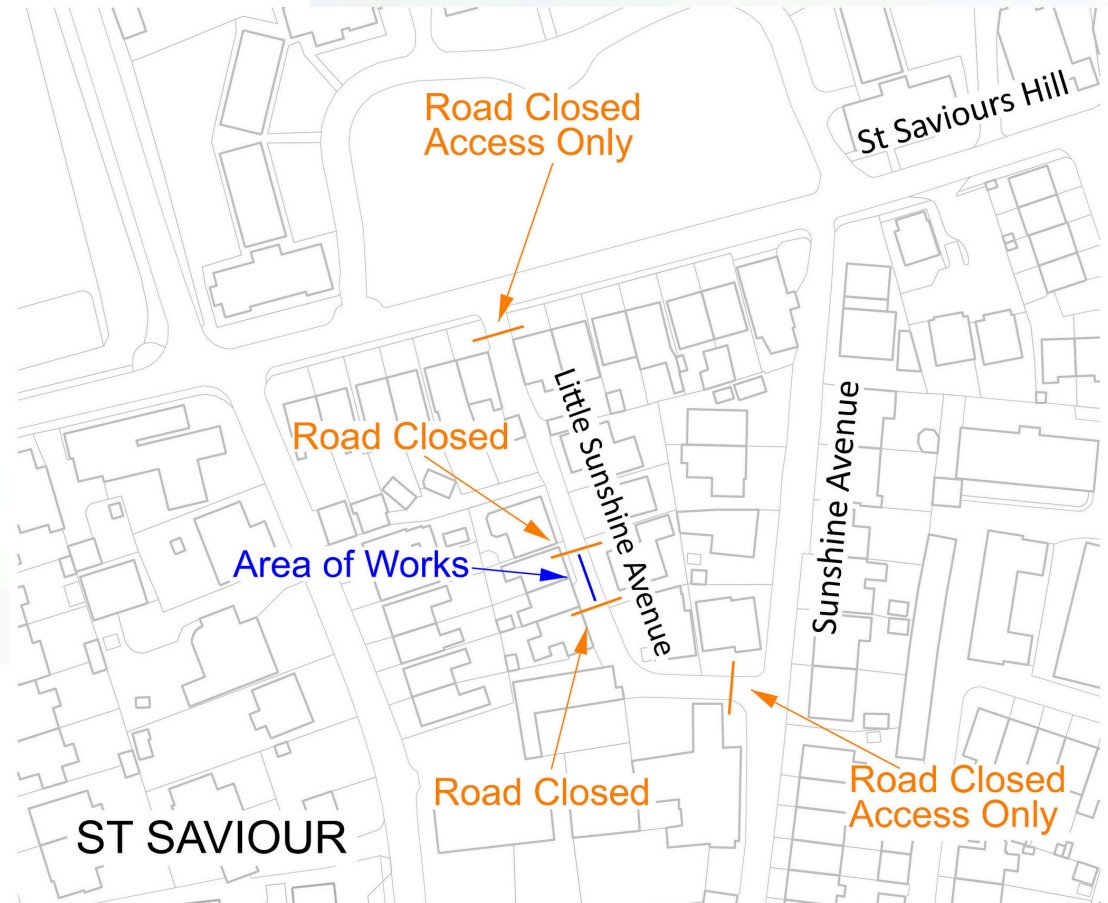 Road Closed
Access Only
St Saviours Hill
Little Sunshine Avenue
Road Closed
Sunshine Avenue
Area of Works
Road Closed
Road Closed
Access Only
ST SAVIOUR